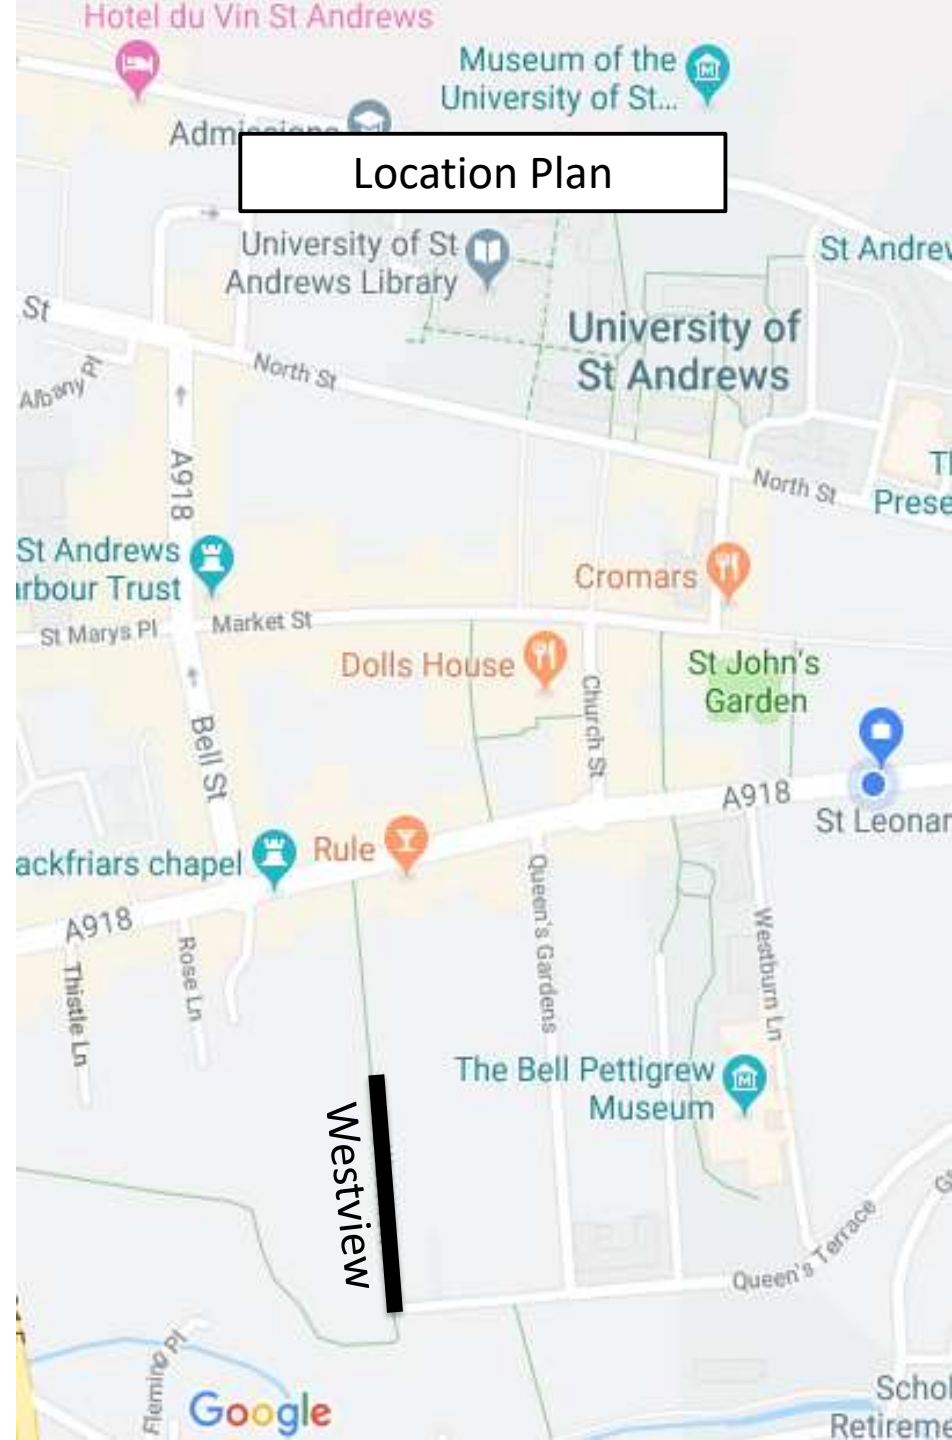 Hotel du Vin St Andrews
Museum of the
University of St...
Admissions
Location Plan
University of St
Andrews Library
St Andrew
St
University of
St Andrews
North St
Albany Pl
A918
North St
Prese
St Andrews
rbour Trust
Cromars
St Marys Pl
Market St
Dolls House
St John's
Garden
Church St
Bell St
A918
St Leonar
Rule
ackfriars chapel
Queen's Gardens
A918
Thistle Ln
Rose Ln
Westburn Ln
The Bell Pettigrew
Museum
Westview
Queen's Terrace
Fleming Pl
Google
Schol
Retireme